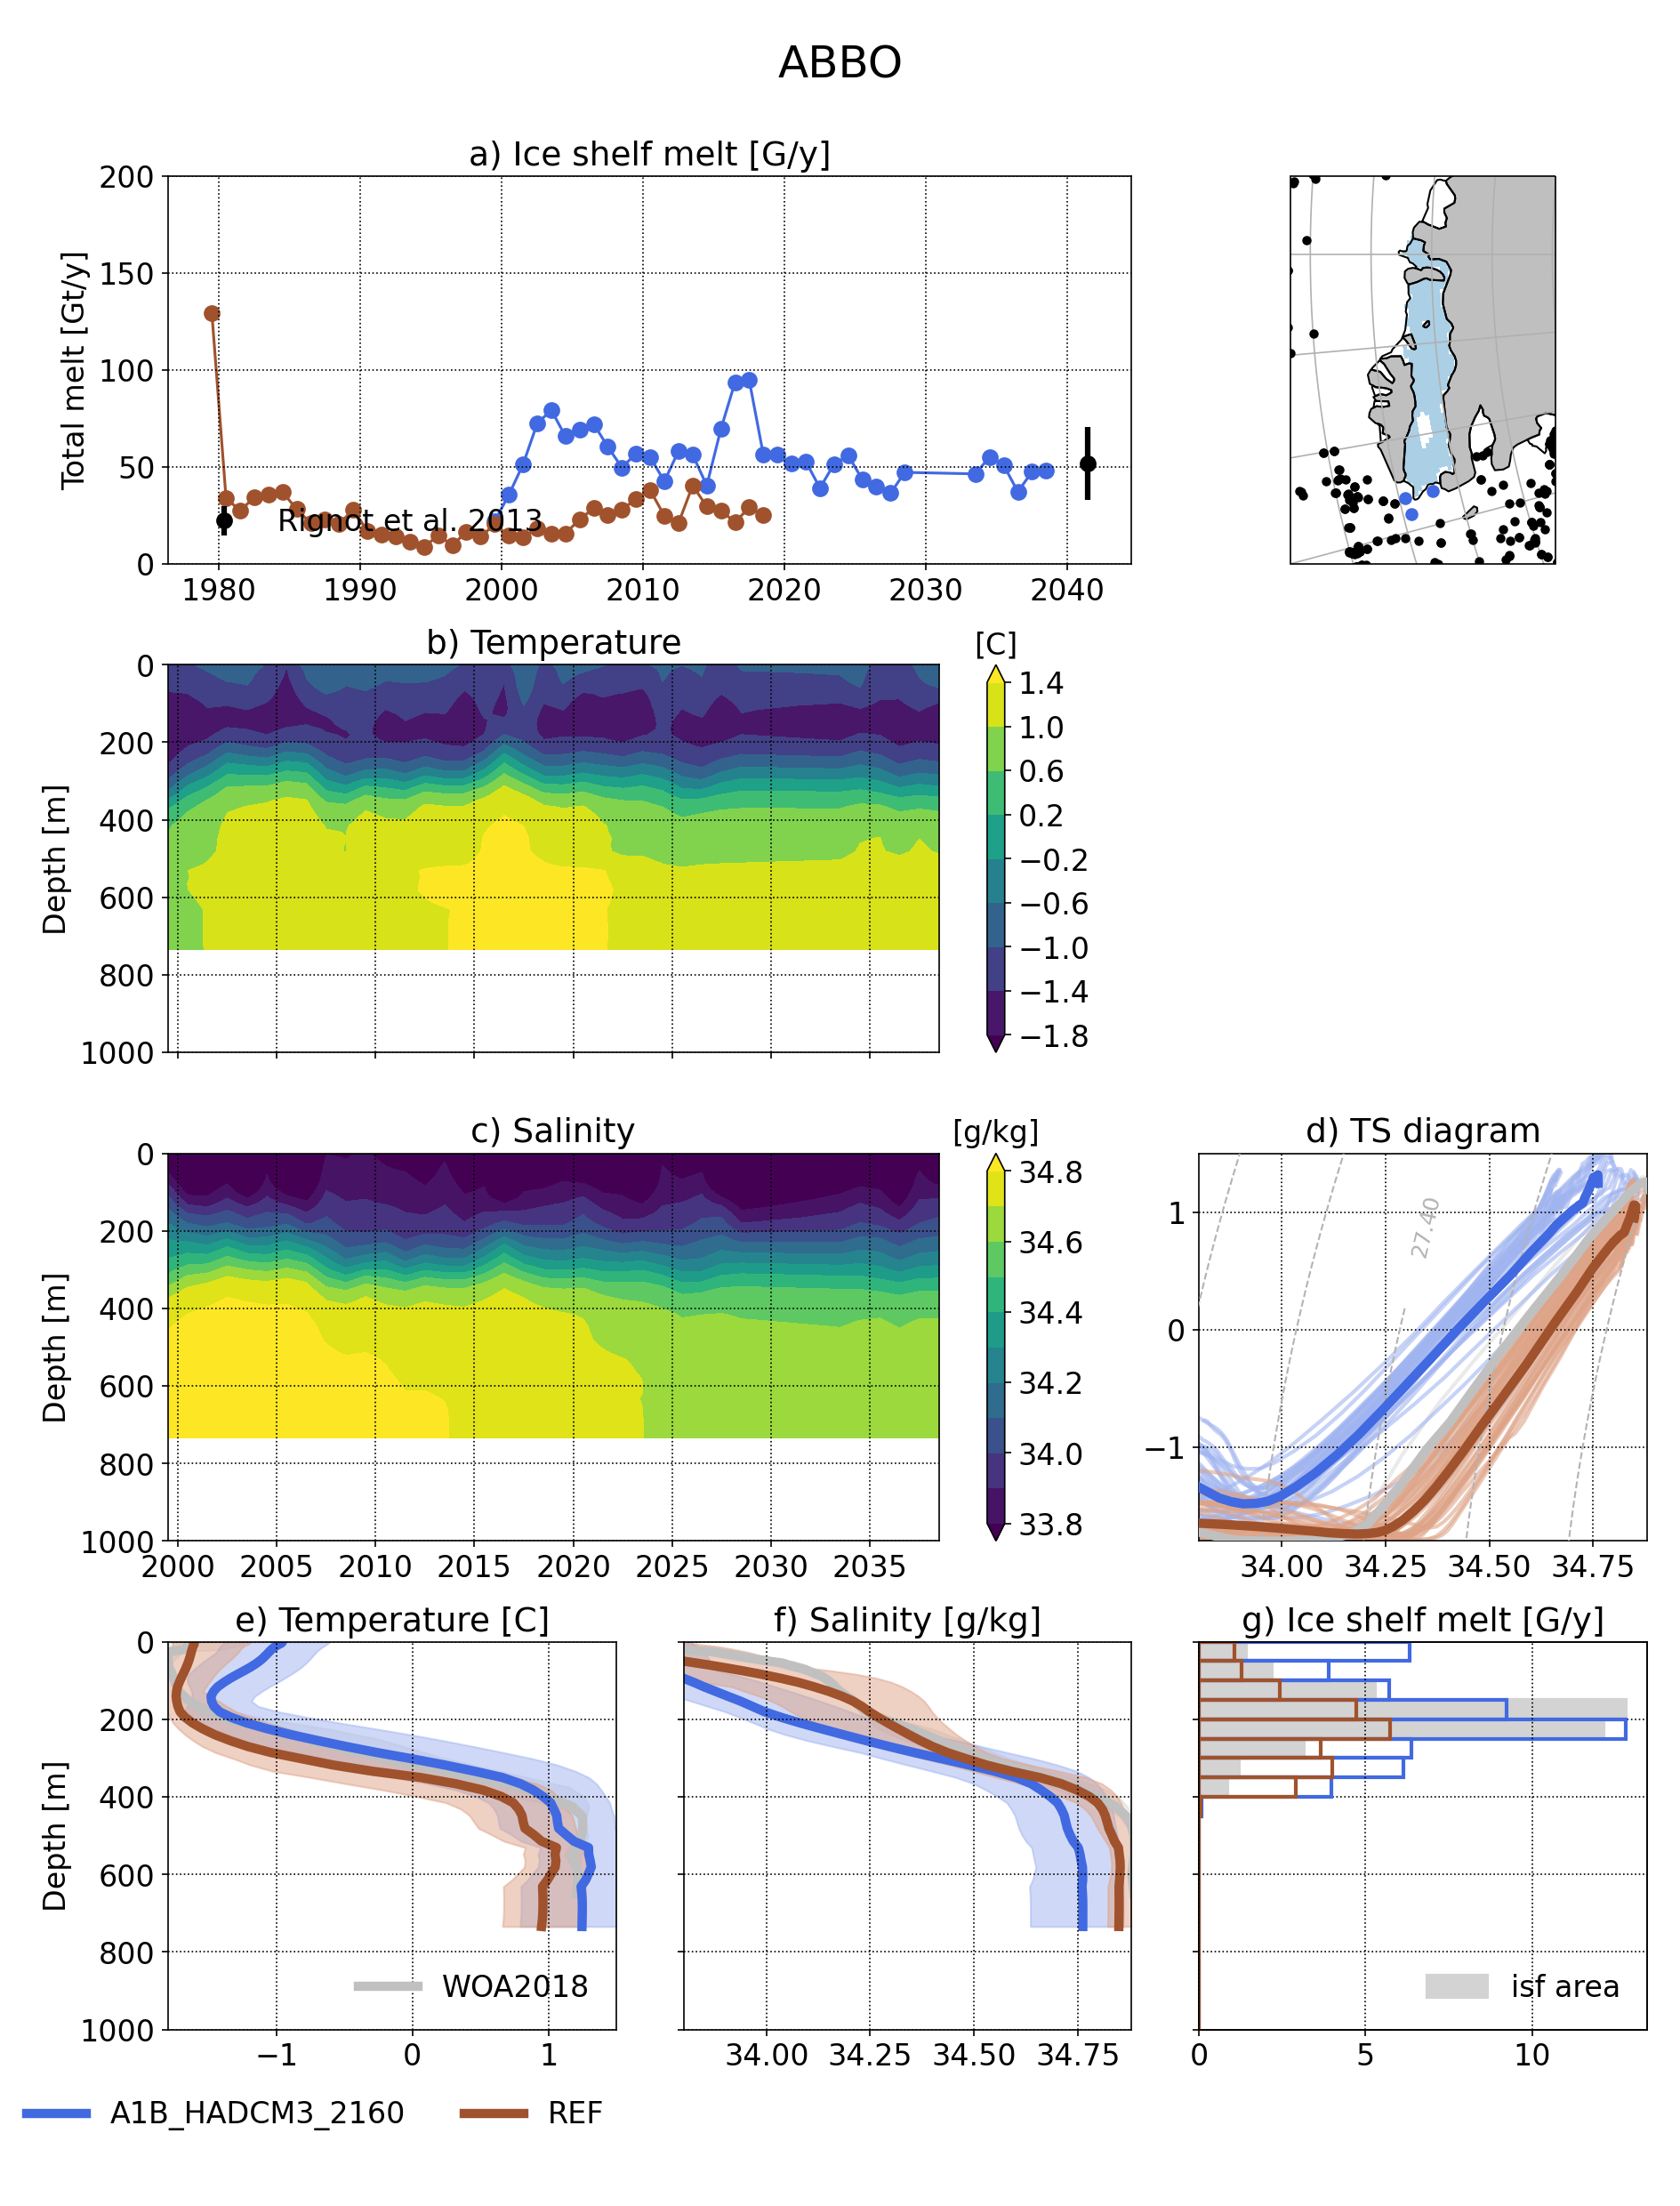 ABBO
a) Ice shelf melt [G/y]
Total melt [Gt/y]
200
150
100
50
0
Rignot et al. 2013
1980 1990 2000 2010 2020 2030 2040
b) Temperature
[C]
Depth [m]
0
200
400
600
800
1000
1.4
1.0
0.6
0.2
−0.2
−0.6
−1.0
−1.4
−1.8
c) Salinity
[g/kg]
Depth [m]
0
200
400
600
800
1000
2000 2005 2010 2015 2020 2025 2030 2035
34.8
34.6
34.4
34.2
34.0
33.8
d) TS diagram
27.40
1
0
−1
34.00 34.25 34.50 34.75
e) Temperature [C]
Depth [m]
0
200
400
600
800
1000
WOA2018
−1 0 1
f) Salinity [g/kg]
34.00 34.25 34.50 34.75
g) Ice shelf melt [G/y]
isf area
0 5 10
A1B_HADCM3_2160 REF